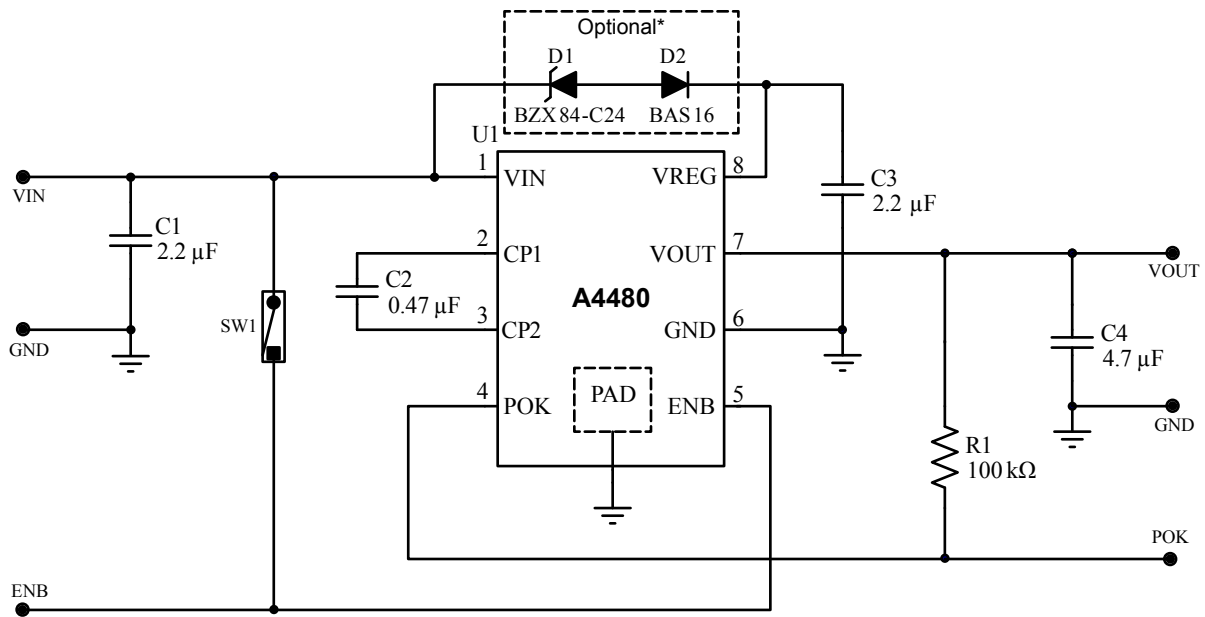 Optional*
D1 D2
BZX84-C24 BAS16
U1
1 VIN VREG 8
VIN
C1
2.2 µF
C3
2.2 µF
2 CP1 VOUT 7
VOUT
C2
0.47 µF
A4480
SW1
3 CP2 GND 6
GND
C4
4.7 µF
4 POK PAD ENB 5
GND
R1
100 kΩ
POK
ENB